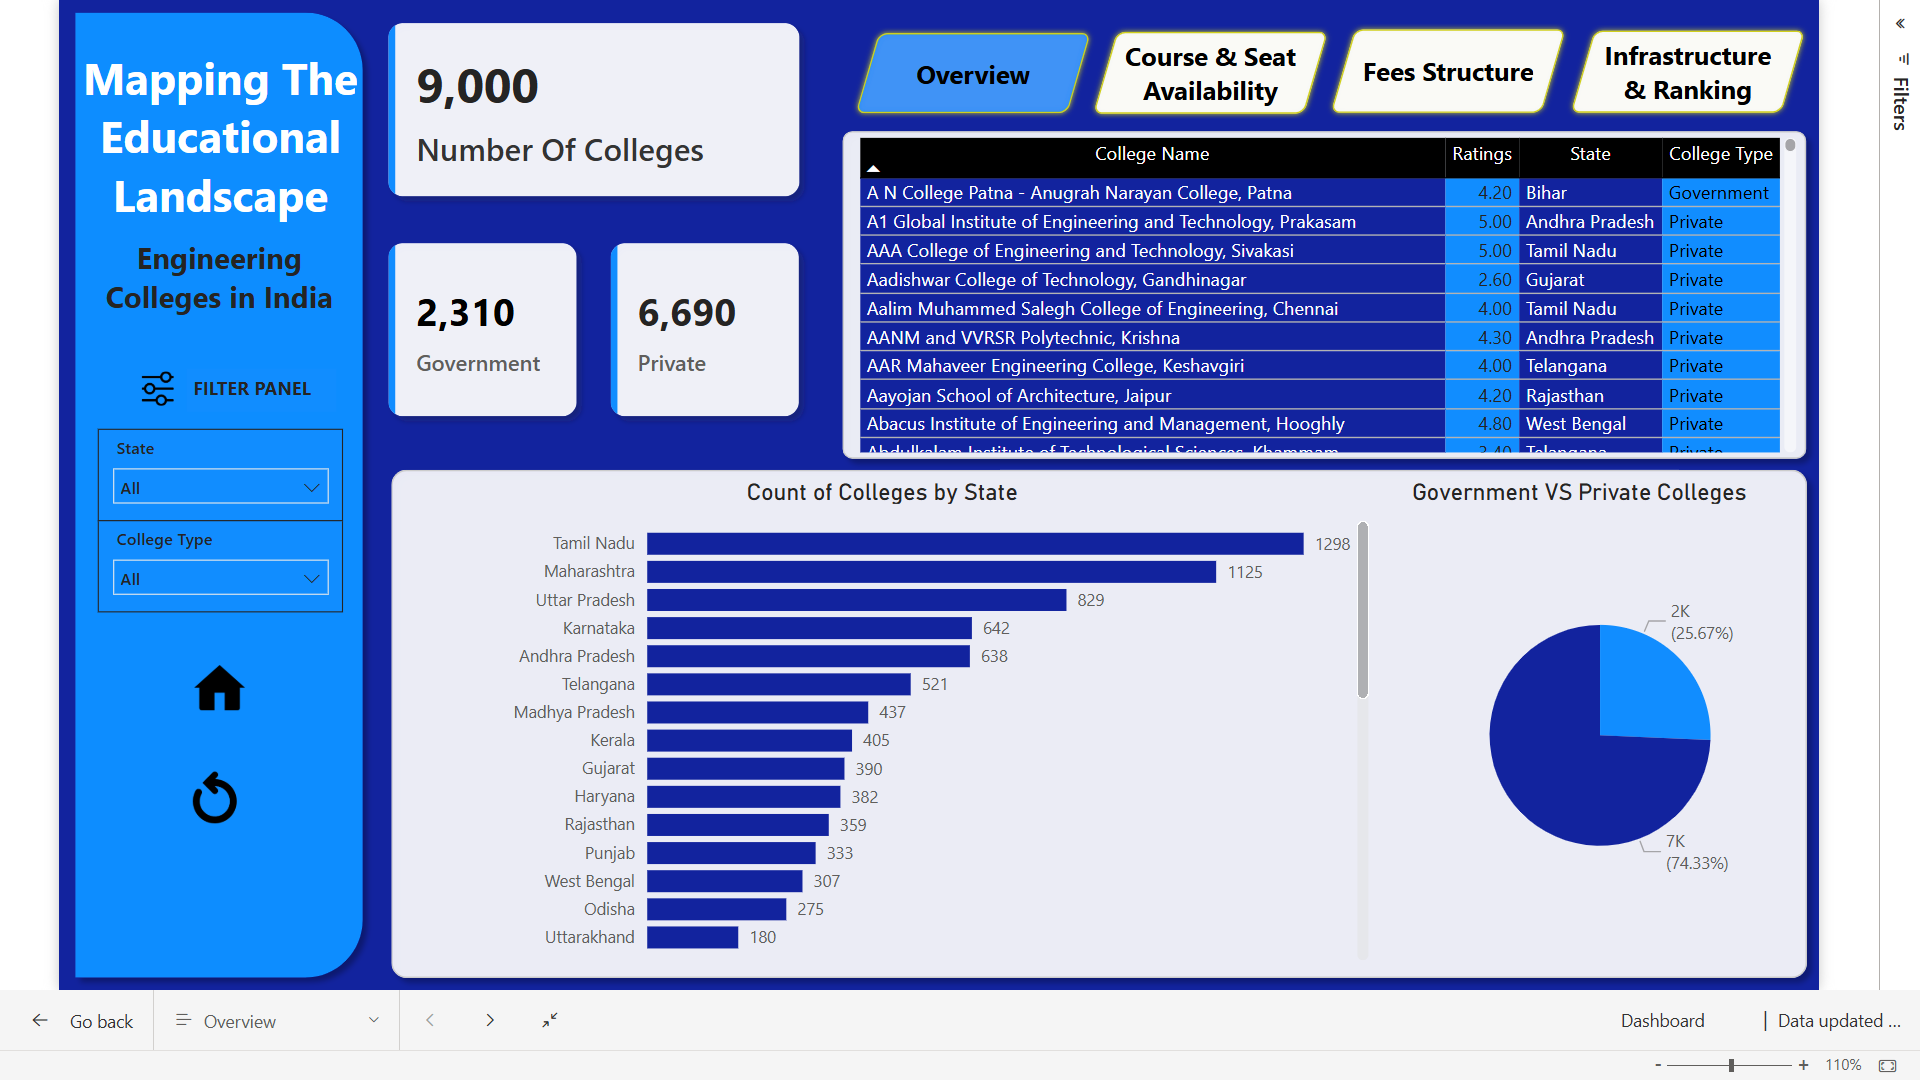 Mapping The
Educational
Landscape
Engineering
Colleges in India
FILTER PANEL
State
All
College Type
All
9,000
Number Of Colleges
2,310
Government
6,690
Private
Overview
Course & Seat
Availability
Fees Structure
Infrastructure
& Ranking
College Name Ratings State College Type
A N College Patna - Anugrah Narayan College, Patna 4.20 Bihar Government
A1 Global Institute of Engineering and Technology, Prakasam 5.00 Andhra Pradesh Private
AAA College of Engineering and Technology, Sivakasi 5.00 Tamil Nadu Private
Aadishwar College of Technology, Gandhinagar 2.60 Gujarat Private
Aalim Muhammed Salegh College of Engineering, Chennai 4.00 Tamil Nadu Private
AANM and VVRSR Polytechnic, Krishna 4.30 Andhra Pradesh Private
AAR Mahaveer Engineering College, Keshavgiri 4.00 Telangana Private
Aayojan School of Architecture, Jaipur 4.20 Rajasthan Private
Abacus Institute of Engineering and Management, Hooghly 4.80 West Bengal Private
Abdulkalam Institute of Technological Sciences, Khammam 3.40 Telangana Private
Count of Colleges by State
Tamil Nadu 1298
Maharashtra 1125
Uttar Pradesh 829
Karnataka 642
Andhra Pradesh 638
Telangana 521
Madhya Pradesh 437
Kerala 405
Gujarat 390
Haryana 382
Rajasthan 359
Punjab 333
West Bengal 307
Odisha 275
Uttarakhand 180
Government VS Private Colleges
2K
(25.67%)
7K
(74.33%)
Filters
Go back
Overview
Dashboard
| Data updated ...
- + 110%